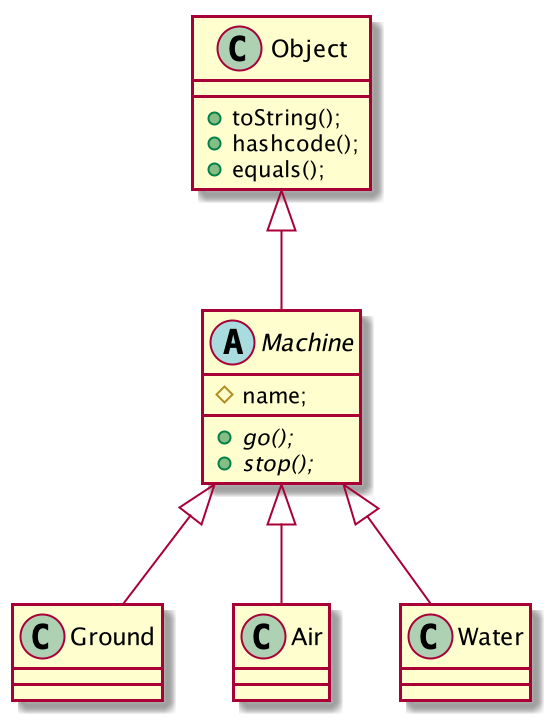 C Object
toString();
hashcode();
equals();
A Machine
name;
go();
stop();
C Ground
C Air
C Water